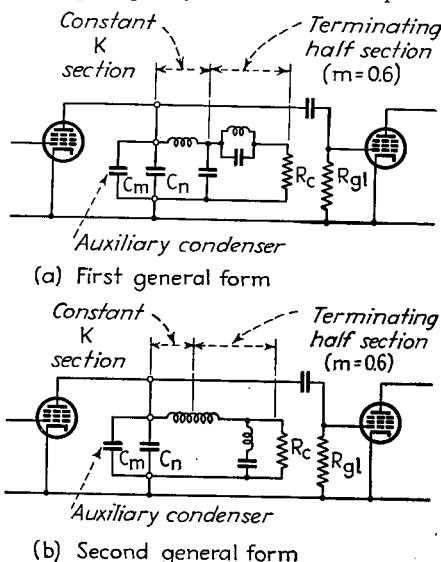 Constant
K
section
Terminating
half section
(m=0.6)
Cm
Cn
Rc
Rgl
Auxiliary condenser
(a) First general form
Constant
K
section
Terminating
half section
(m=0.6)
Cm
Cn
Rc
Rgl
Auxiliary condenser
(b) Second general form